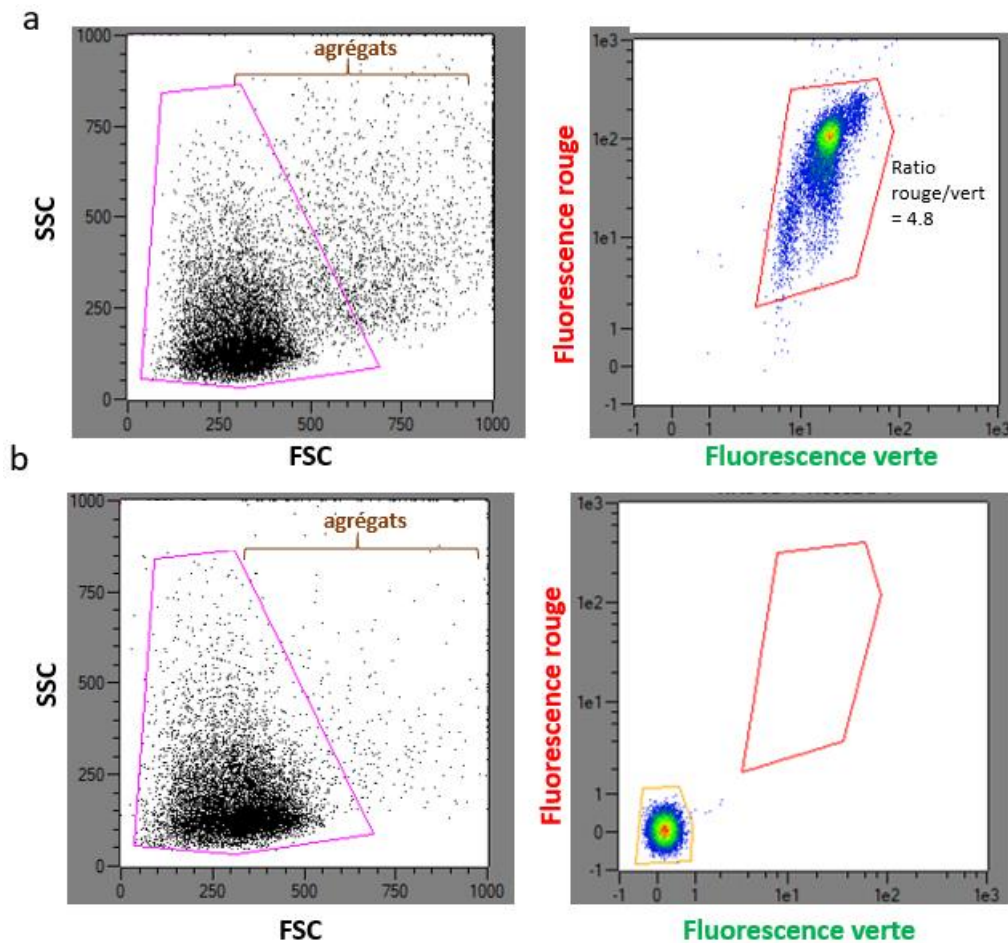 a
agrégats
1000
750
500
250
0
SSC
0
250
500
750
1000
FSC
1e3
1e2
1e1
1
0
-1
Fluorescence rouge
Ratio
rouge/vert
= 4.8
-1
0
1
1e1
1e2
1e3
Fluorescence verte
b
agrégats
1000
750
500
250
0
SSC
0
250
500
750
1000
FSC
1e3
1e2
1e1
1
0
-1
Fluorescence rouge
-1
0
1
1e1
1e2
1e3
Fluorescence verte